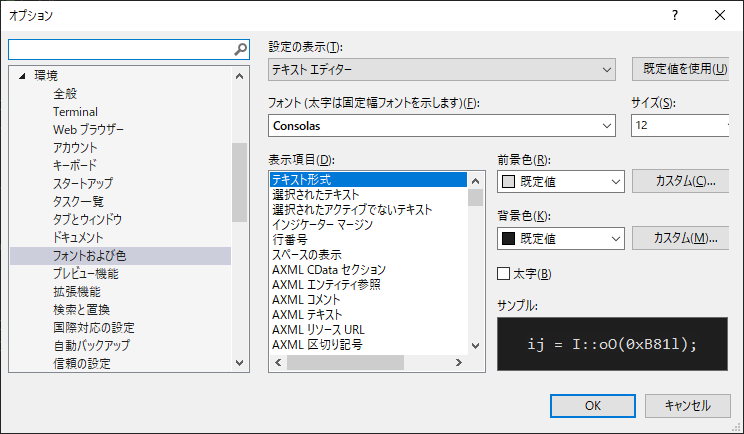 オプション
設定の表示(T):
テキスト エディター
既定値を使用(U)
フォント (太字は固定幅フォントを示します)(F):
サイズ(S):
Consolas
12
環境
全般
Terminal
Web ブラウザー
アカウント
キーボード
スタートアップ
タスク一覧
タブとウィンドウ
ドキュメント
フォントおよび色
プレビュー機能
拡張機能
検索と置換
国際対応の設定
自動バックアップ
信頼の設定
表示項目(D):
テキスト形式
選択されたテキスト
選択されたアクティブでないテキスト
インジケーター マージン
行番号
スペースの表示
AXML CData セクション
AXML エンティティ参照
AXML コメント
AXML テキスト
AXML リソース URL
AXML 区切り記号
前景色(R):
既定値
カスタム(C)...
背景色(K):
既定値
カスタム(M)...
太字(B)
サンプル:
ij = I::oO(0xB81l);
OK
キャンセル